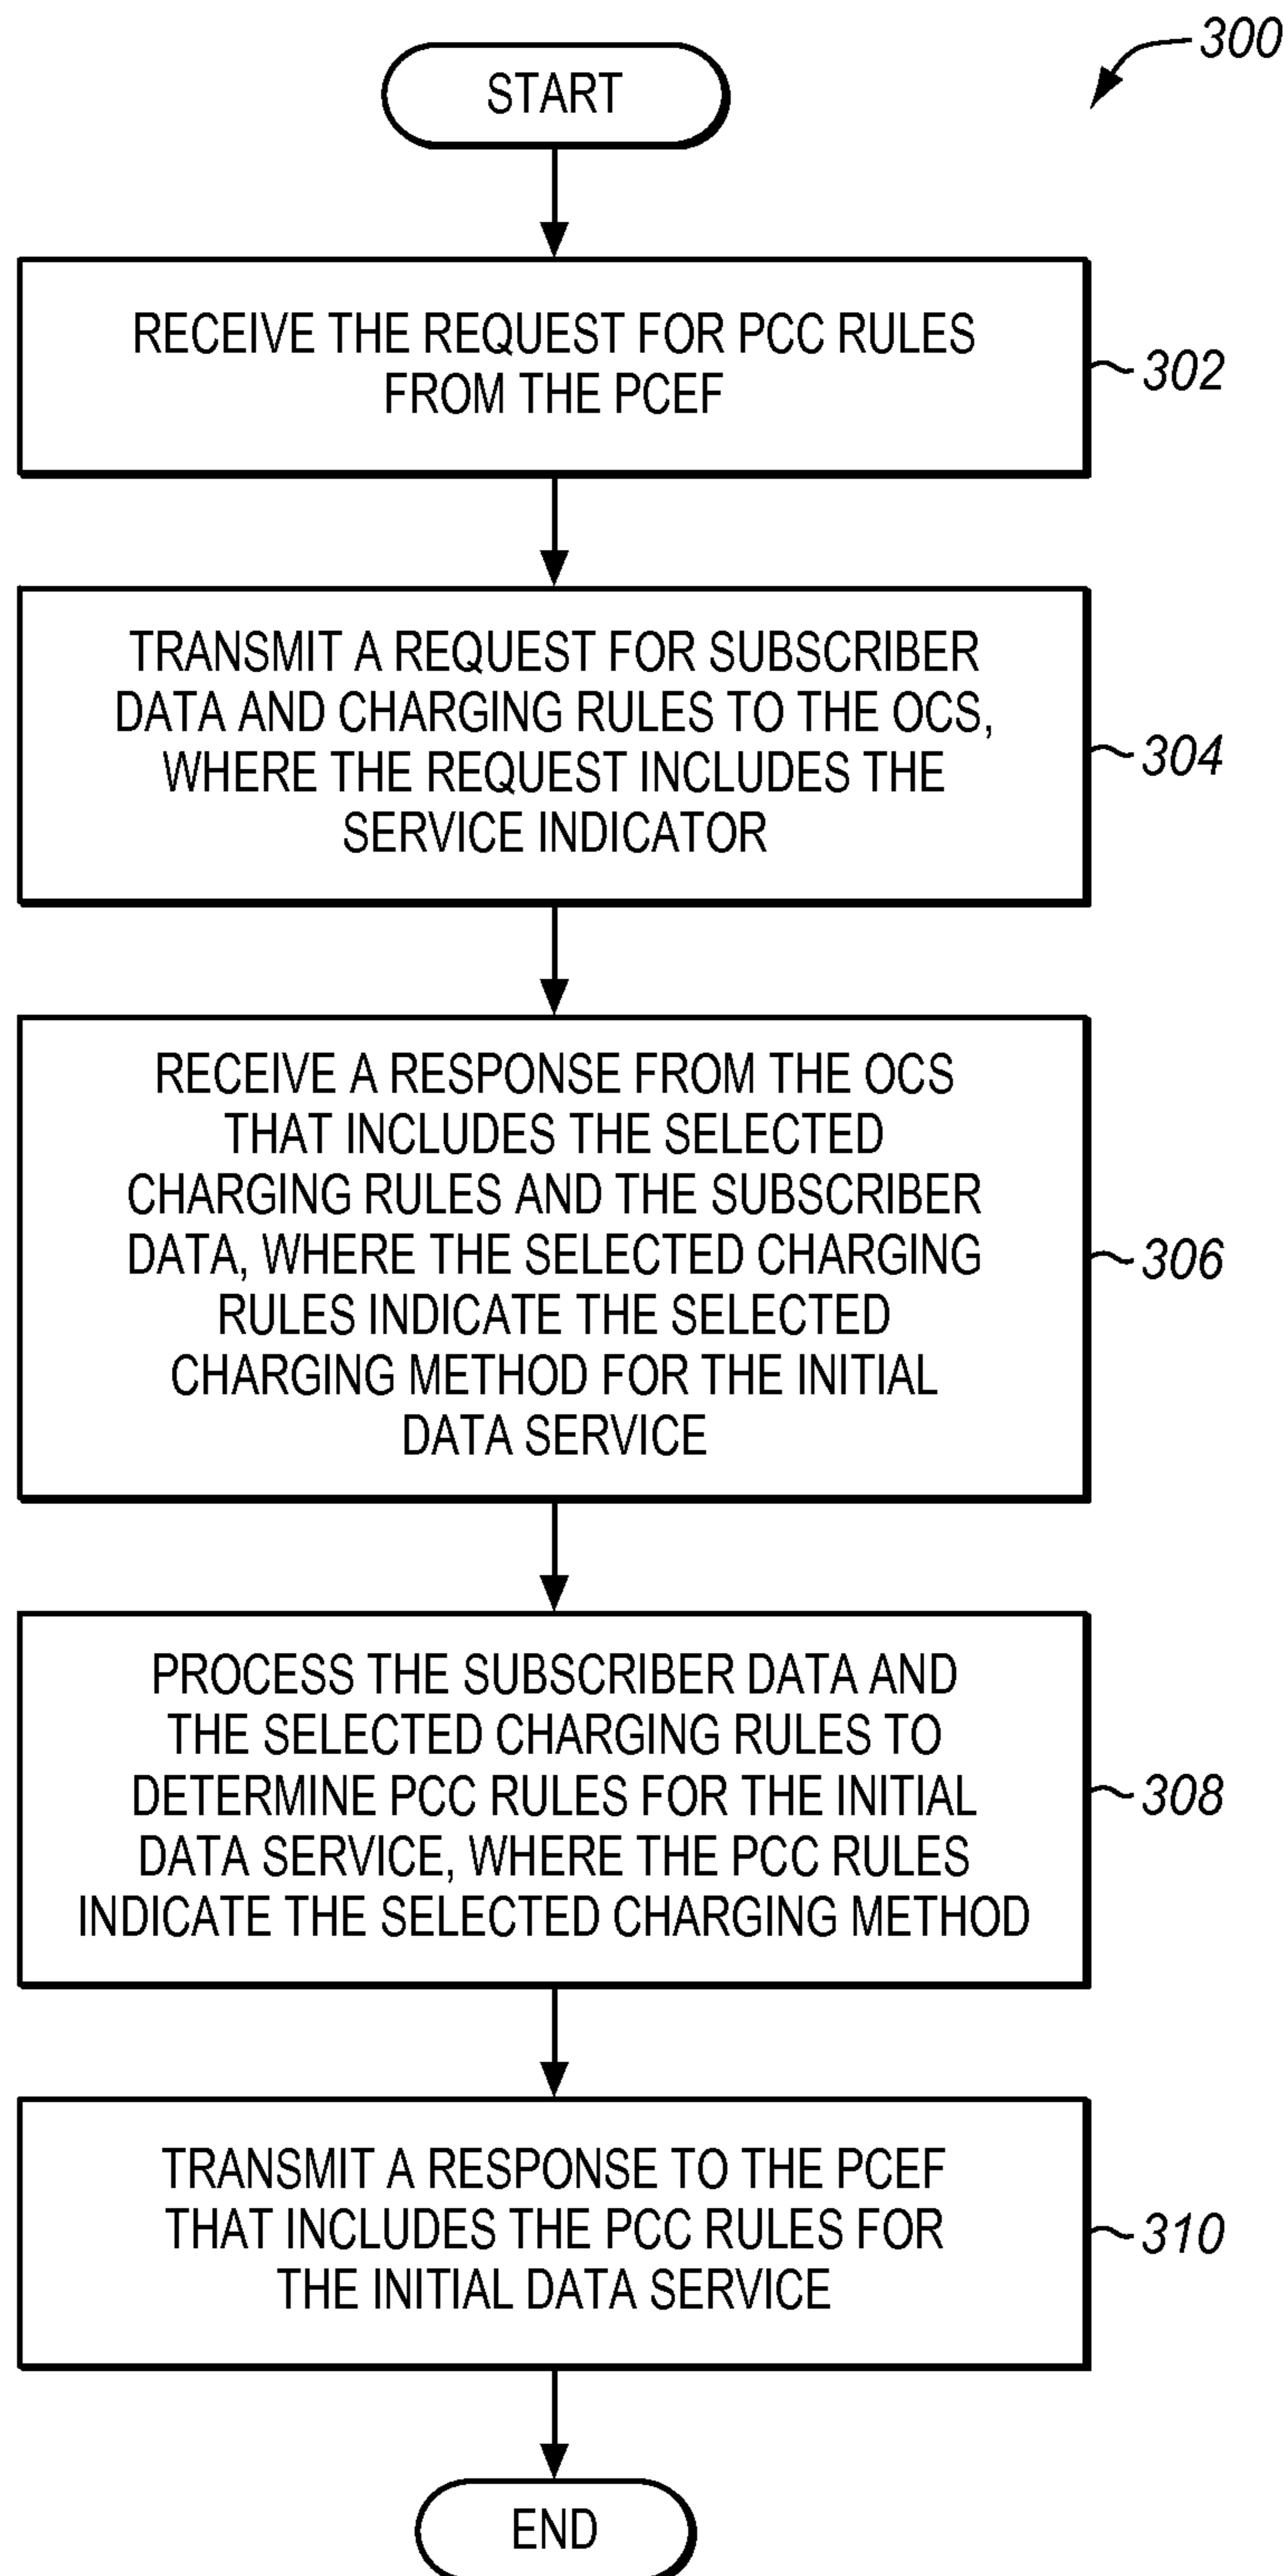 300
START
RECEIVE THE REQUEST FOR PCC RULES
FROM THE PCEF
302
TRANSMIT A REQUEST FOR SUBSCRIBER
DATA AND CHARGING RULES TO THE OCS,
WHERE THE REQUEST INCLUDES THE
SERVICE INDICATOR
304
RECEIVE A RESPONSE FROM THE OCS
THAT INCLUDES THE SELECTED
CHARGING RULES AND THE SUBSCRIBER
DATA, WHERE THE SELECTED CHARGING
RULES INDICATE THE SELECTED
CHARGING METHOD FOR THE INITIAL
DATA SERVICE
306
PROCESS THE SUBSCRIBER DATA AND
THE SELECTED CHARGING RULES TO
DETERMINE PCC RULES FOR THE INITIAL
DATA SERVICE, WHERE THE PCC RULES
INDICATE THE SELECTED CHARGING METHOD
308
TRANSMIT A RESPONSE TO THE PCEF
THAT INCLUDES THE PCC RULES FOR
THE INITIAL DATA SERVICE
310
END